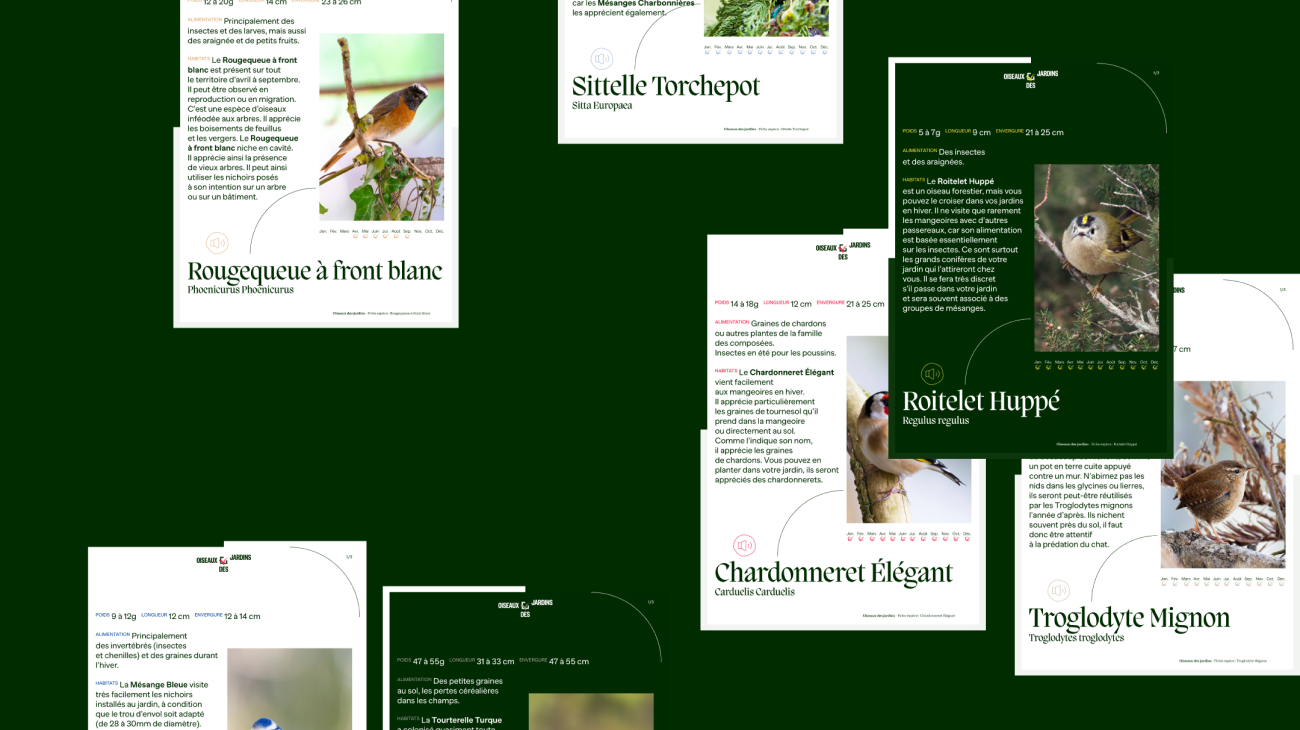 POIDS 12 à 20g LONGUEUR 14 cm ENVERGURE 23 à 26 cm
ALIMENTATION Principalement des
insectes et des larves, mais aussi
des araignée et de petits fruits.
HABITATS Le Rougequeue à front
blanc est présent sur tout
le territoire d'avril à septembre.
Il peut être observé en
reproduction ou en migration.
C'est une espèce d'oiseaux
inféodée aux arbres. Il apprécie
les boisements de feuillus
et les vergers. Le Rougequeue
à front blanc niche en cavité.
Il apprécie ainsi la présence
de vieux arbres. Il peut ainsi
utiliser les nichoirs posés
à son intention sur un arbre
ou sur un bâtiment.
Jan. Fév. Mars Avr. Mai Juin Jui. Août Sep. Nov. Oct. Déc.
Rougequeue à front blanc
Phoenicurus Phoenicurus
Oiseaux des jardins - Fiche espèce : Rougequeue à front blanc
car les Mésanges Charbonnières
les apprécient également.
Jan. Fév. Mars Avr. Mai Juin Jui. Août Sep. Nov. Oct. Déc.
Sittelle Torchepot
Sitta Europaea
Oiseaux des jardins - Fiche espèce : Sittelle Torchepot
OISEAUX JARDINS
DES
1/3
POIDS 5 à 7g LONGUEUR 9 cm ENVERGURE 21 à 25 cm
ALIMENTATION Des insectes
et des araignées.
HABITATS Le Roitelet Huppé
est un oiseau forestier, mais vous
pouvez le croiser dans vos jardins
en hiver. Il ne visite que rarement
les mangeoires avec d'autres
passereaux, car son alimentation
est basée essentiellement
sur les insectes. Ce sont surtout
les grands conifères de votre
jardin qui l'attireront chez
vous. Il se fera très discret
s'il passe dans votre jardin
et sera souvent associé à des
groupes de mésanges.
Jan. Fév. Mars Avr. Mai Juin Jui. Août Sep. Nov. Oct. Déc.
Roitelet Huppé
Regulus regulus
Oiseaux des jardins - Fiche espèce : Roitelet Huppé
OISEAUX JARDINS
DES
POIDS 14 à 18g LONGUEUR 12 cm ENVERGURE 21 à 25 cm
ALIMENTATION Graines de chardons
ou autres plantes de la famille
des composées.
Insectes en été pour les poussins.
HABITATS Le Chardonneret Élégant
vient facilement
aux mangeoires en hiver.
Il apprécie particulièrement
les graines de tournesol qu'il
prend dans la mangeoire
ou directement au sol.
Comme l'indique son nom,
il apprécie les graines
de chardons. Vous pouvez en
planter dans votre jardin, ils seront
appréciés des chardonnerets.
Jan. Fév. Mars Avr. Mai Juin Jui. Août Sep. Nov. Oct. Déc.
Chardonneret Élégant
Carduelis Carduelis
Oiseaux des jardins - Fiche espèce : Chardonneret Élégant
DINS
7 cm
un pot en terre cuite appuyé
contre un mur. N'abimez pas les
nids dans les glycines ou lierres,
ils seront peut-être réutilisés
par les Troglodytes mignons
l'année d'après. Ils nichent
souvent près du sol, il faut
donc être attentif
à la prédation du chat.
Jan. Fév. Mars Avr. Mai Juin Jui. Août Sep. Nov. Oct. Déc.
Troglodyte Mignon
Troglodytes troglodytes
Oiseaux des jardins - Fiche espèce : Troglodyte Mignon
OISEAUX JARDINS
DES
POIDS 9 à 12g LONGUEUR 12 cm ENVERGURE 12 à 14 cm
ALIMENTATION Principalement
des invertébrés (insectes
et chenilles) et des graines durant
l'hiver.
HABITATS La Mésange Bleue visite
très facilement les nichoirs
installés au jardin, à condition
que le trou d'envol soit adapté
(de 28 à 30mm de diamètre).
OISEAUX JARDINS
DES
POIDS 47 à 55g LONGUEUR 31 à 33 cm ENVERGURE 47 à 55 cm
ALIMENTATION Des petites graines
au sol, les pertes céréalières
dans les champs.
HABITATS La Tourterelle Turque
a colonisé quasiment toute